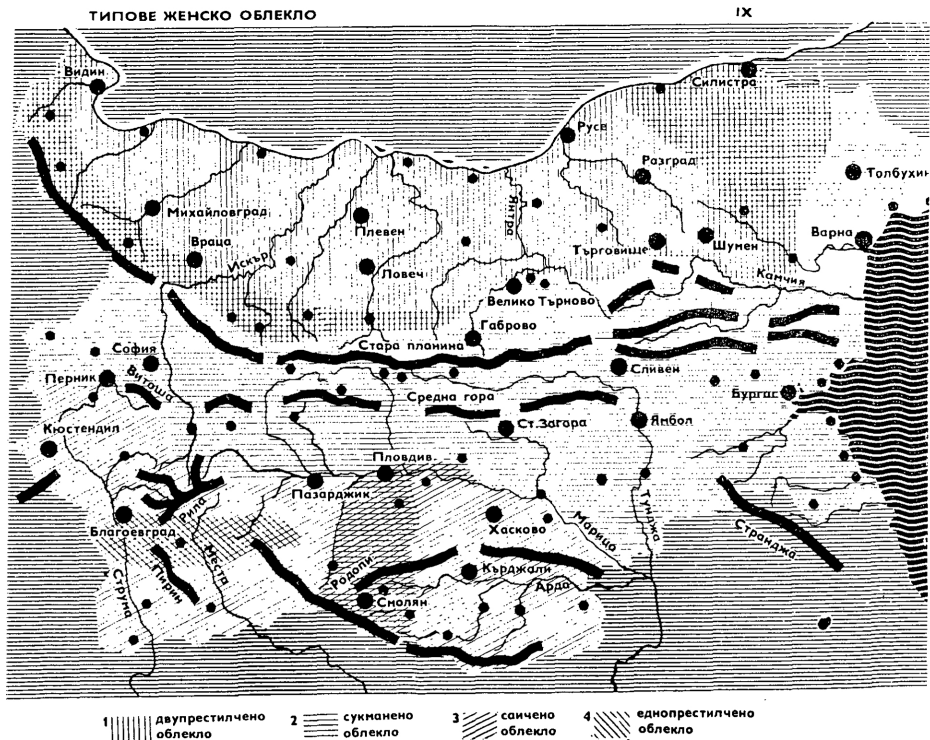 ТИПОВЕ ЖЕНСКО ОБЛЕКЛО
IX
Видин
Силистра
Русе
Разград
Толбухин
Михайловград
Плевен
Янтра
Враца
Искър
Търговище
Шумен
Варна
Ловеч
Камчия
Велико Търново
Габрово
Стара планина
София
Сливен
Перник
Витоша
Средна гора
Бургас
Кюстендил
Ст.Загора
Ямбол
Пловдив
Пазарджик
Рила
Хасково
Марица
Тунджа
Благоевград
Странджа
Места
Пирин
Струма
Родопи
Кърджали
Арда
Смолян
1 двупрестилчено
облекло
2 сукманено
облекло
3 саичено
облекло
4 еднопрестилчено
облекло